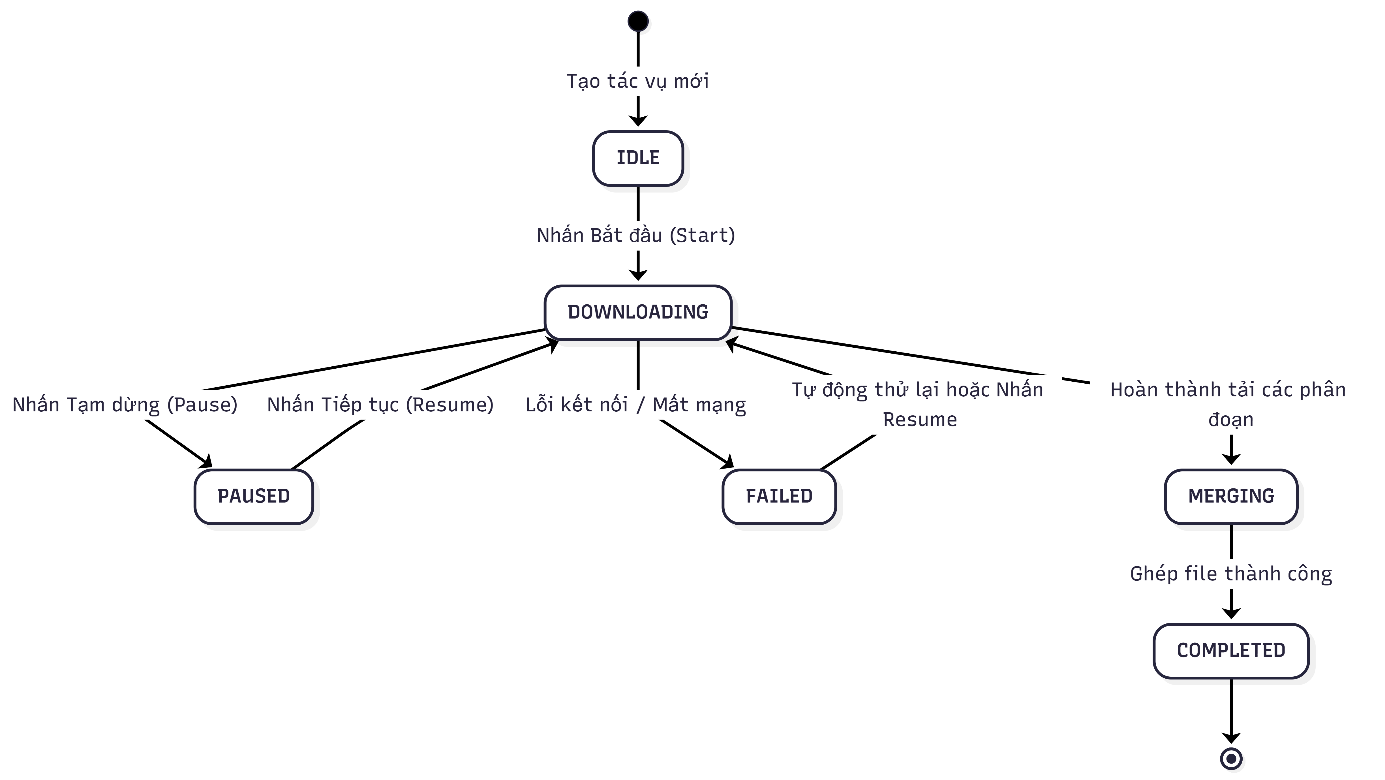 Tạo tác vụ mới
IDLE
Nhấn Bắt đầu (Start)
DOWNLOADING
Nhấn Tạm dừng (Pause)
Nhấn Tiếp tục (Resume)
Lỗi kết nối / Mất mạng
Tự động thử lại hoặc Nhấn
Resume
Hoàn thành tải các phân
đoạn
PAUSED
FAILED
MERGING
Ghép file thành công
COMPLETED